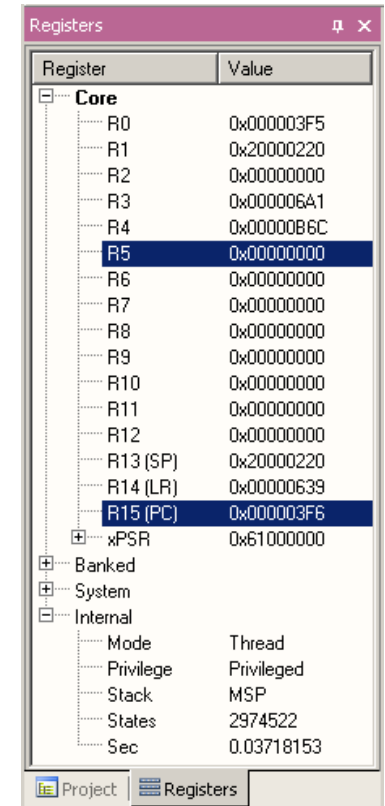 Registers
Register Value
Core
R0 0x000003F5
R1 0x20000220
R2 0x00000000
R3 0x000006A1
R4 0x00000B6C
R5 0x00000000
R6 0x00000000
R7 0x00000000
R8 0x00000000
R9 0x00000000
R10 0x00000000
R11 0x00000000
R12 0x00000000
R13 (SP) 0x20000220
R14 (LR) 0x00000639
R15 (PC) 0x000003F6
xPSR 0x61000000
Banked
System
Internal
Mode Thread
Privilege Privileged
Stack MSP
States 2974522
Sec 0.03718153
Project Registers